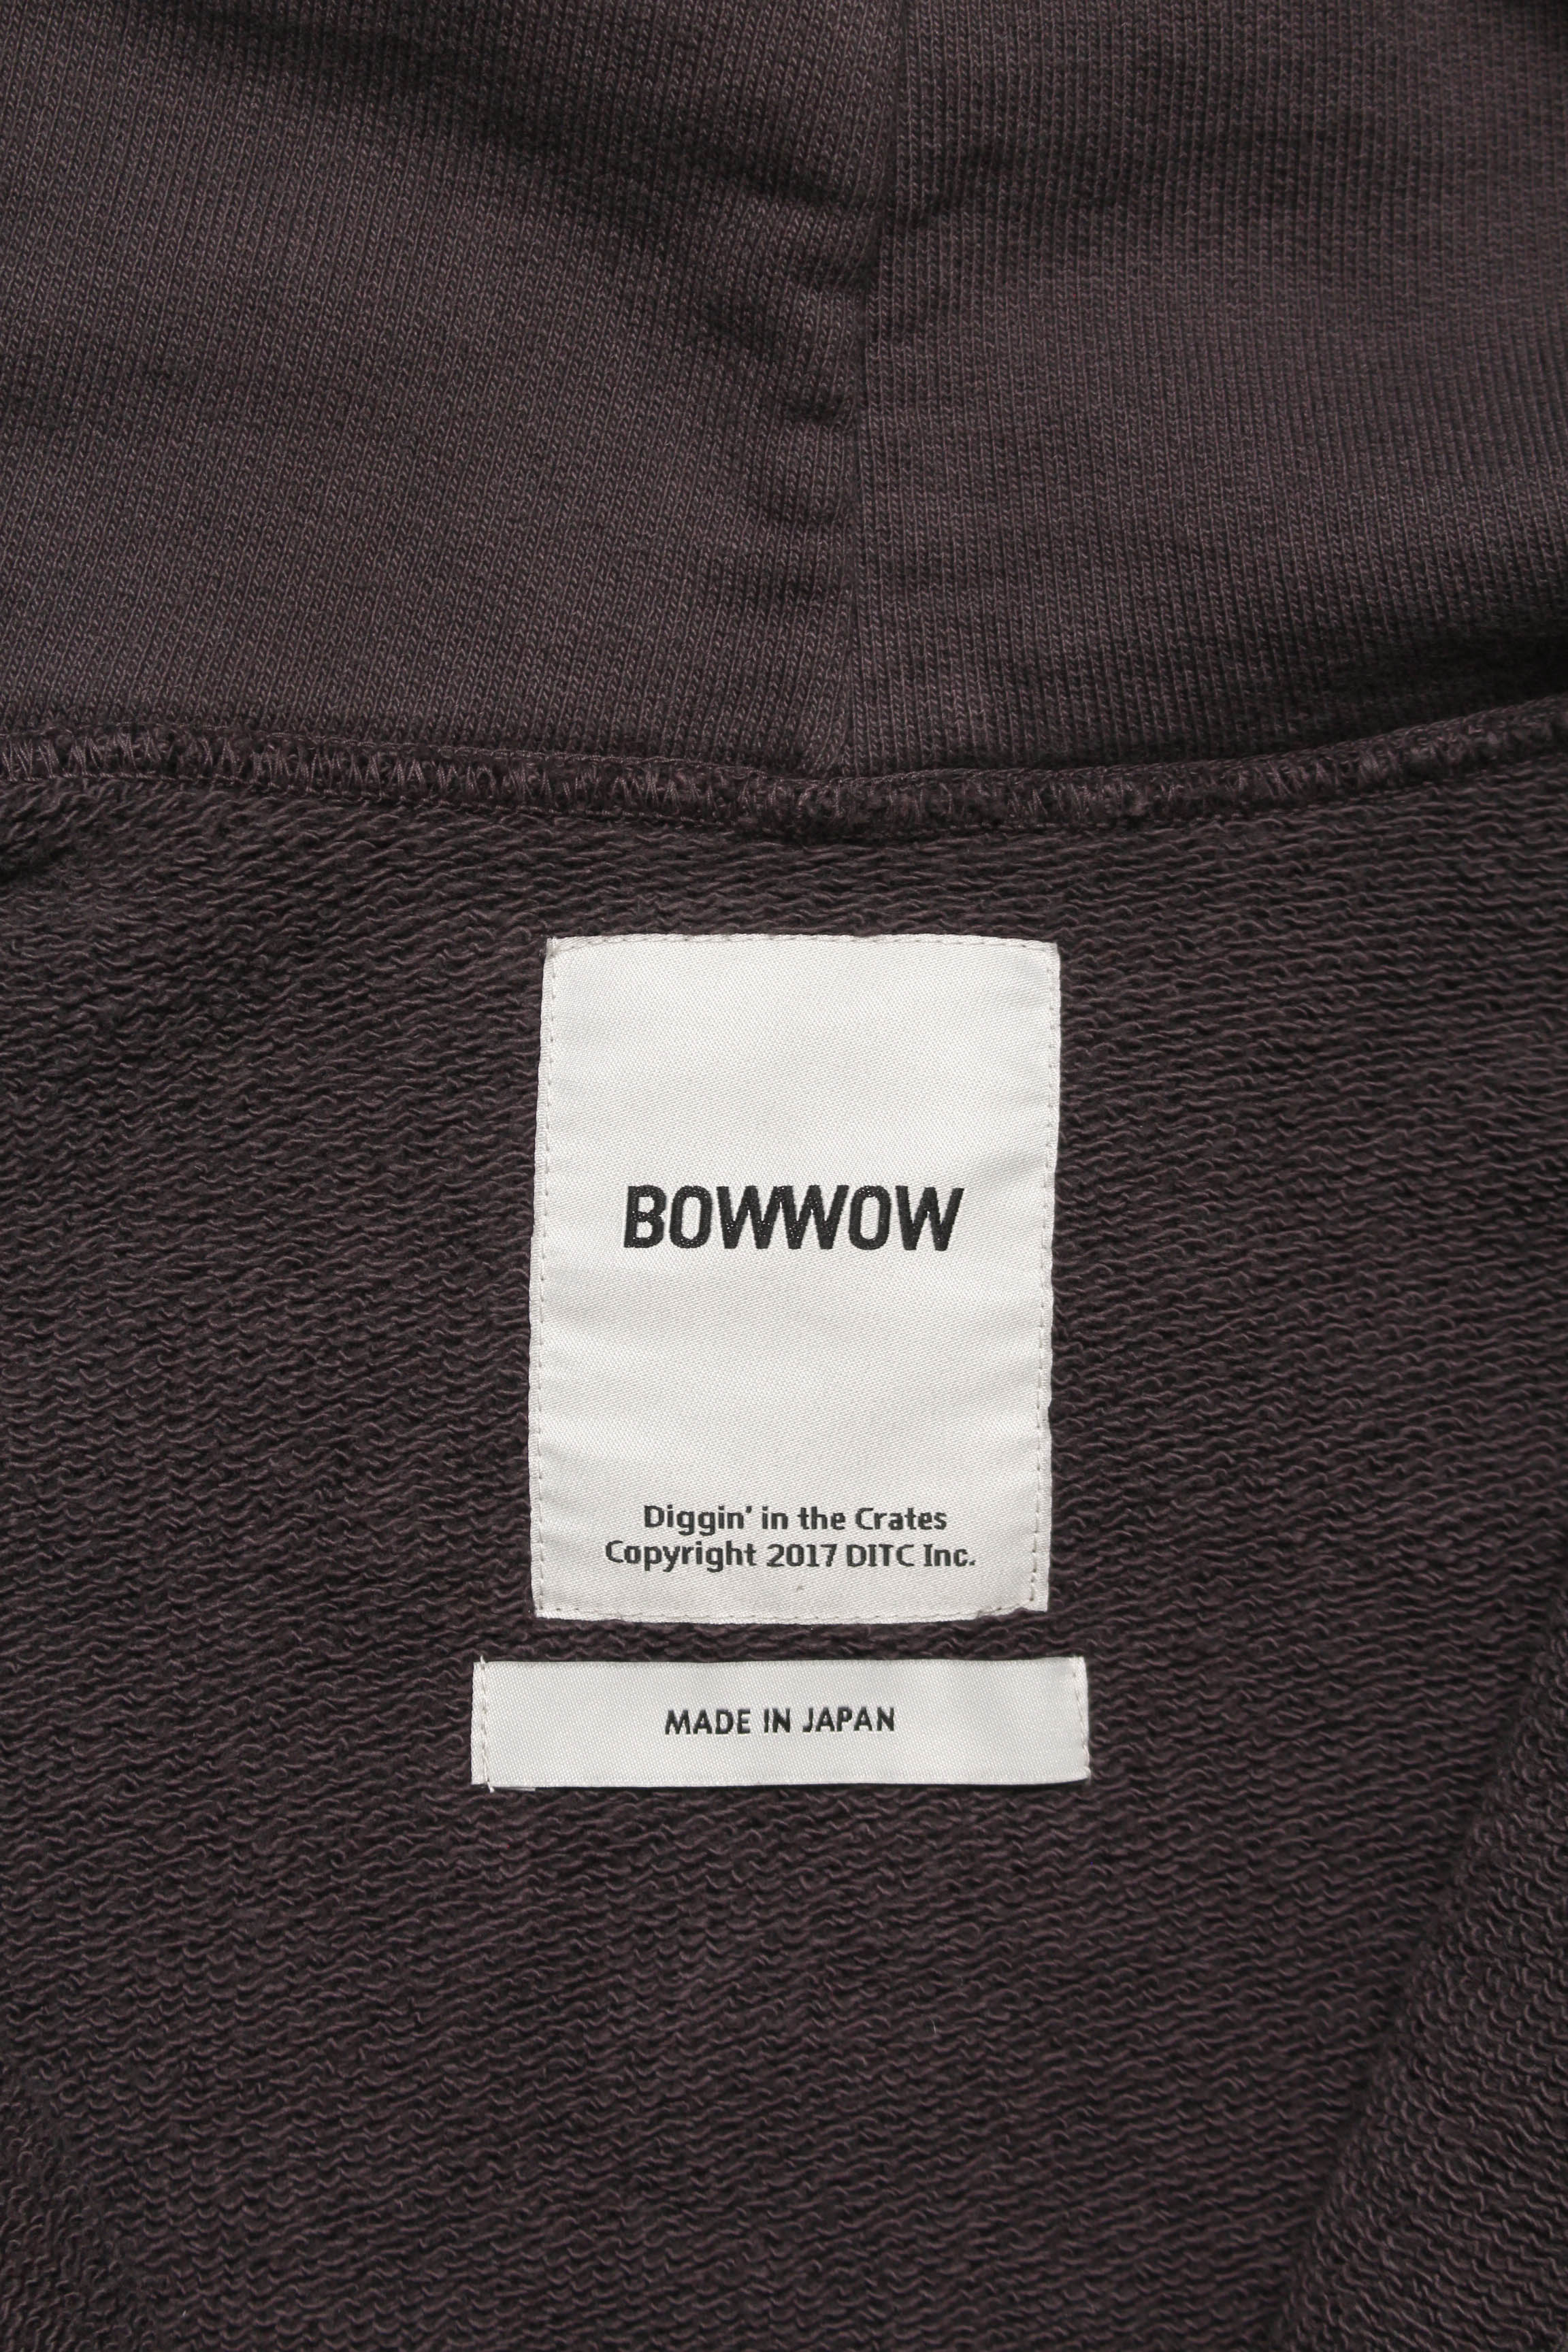 BOWWOW
Diggin' in the Crates
Copyright 2017 DITC Inc.
MADE IN JAPAN